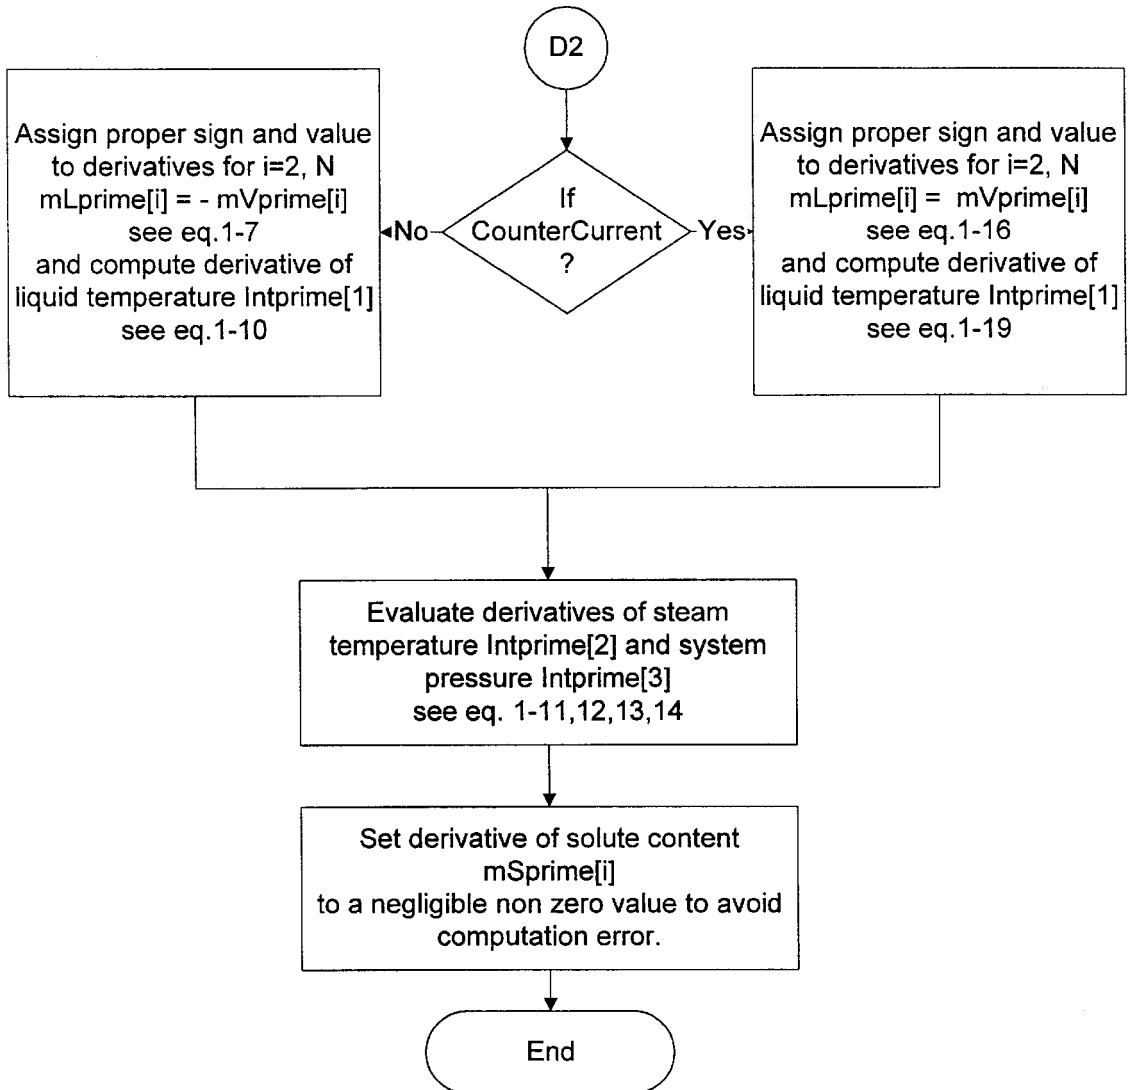 D2
Assign proper sign and value
to derivatives for i=2, N
mLprime[i] = - mVprime[i]
see eq.1-7
and compute derivative of
liquid temperature Intprime[1]
see eq.1-10
If
CounterCurrent
?
No
Yes
Assign proper sign and value
to derivatives for i=2, N
mLprime[i] = mVprime[i]
see eq.1-16
and compute derivative of
liquid temperature Intprime[1]
see eq.1-19
Evaluate derivatives of steam
temperature Intprime[2] and system
pressure Intprime[3]
see eq. 1-11,12,13,14
Set derivative of solute content
mSprime[i]
to a negligible non zero value to avoid
computation error.
End